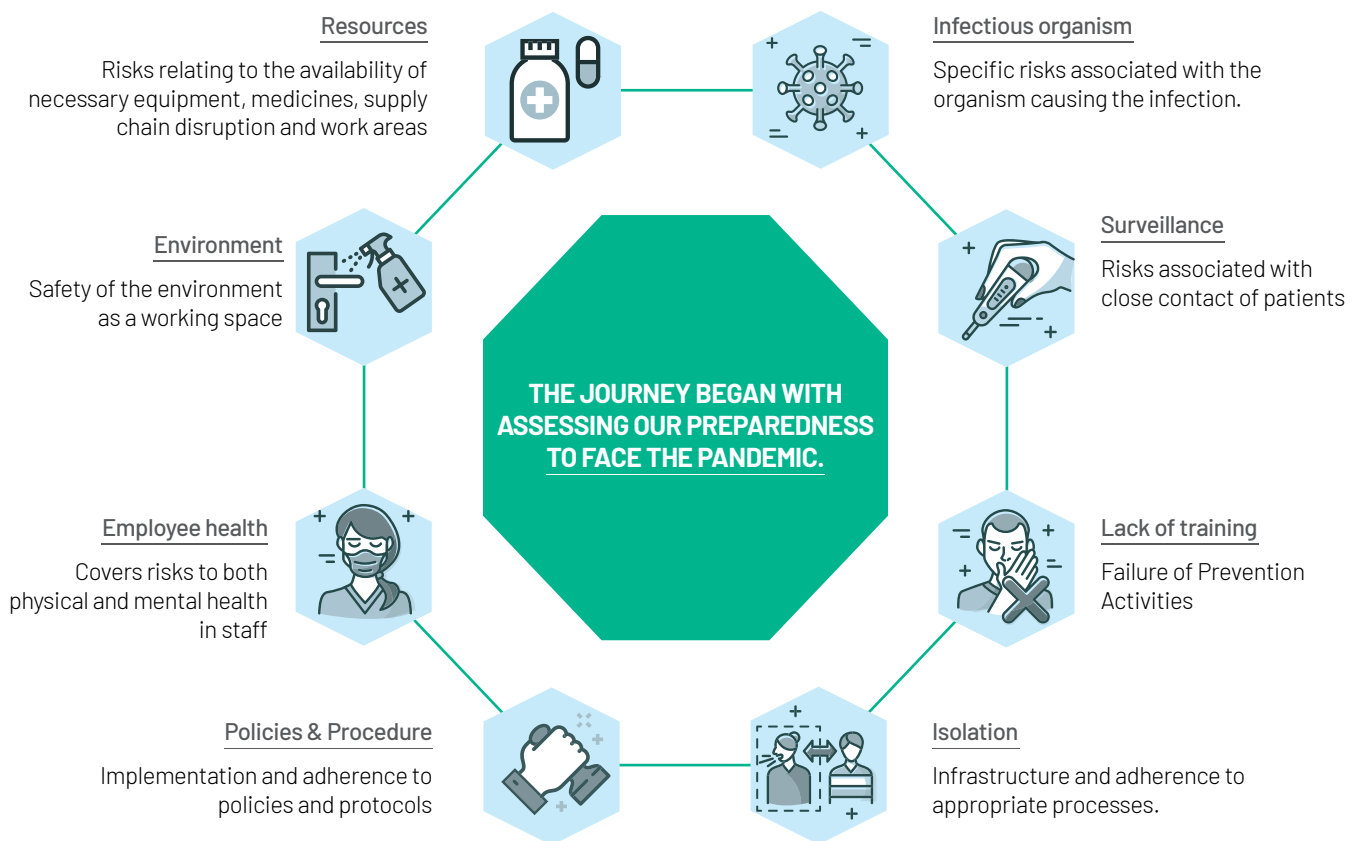 Resources
Risks relating to the availability of
necessary equipment, medicines, supply
chain disruption and work areas
Infectious organism
Specific risks associated with the
organism causing the infection.
Environment
Safety of the environment
as a working space
Surveillance
Risks associated with
close contact of patients
THE JOURNEY BEGAN WITH
ASSESSING OUR PREPAREDNESS
TO FACE THE PANDEMIC.
Employee health
Covers risks to both
physical and mental health
in staff
Lack of training
Failure of Prevention
Activities
Policies & Procedure
Implementation and adherence to
policies and protocols
Isolation
Infrastructure and adherence to
appropriate processes.